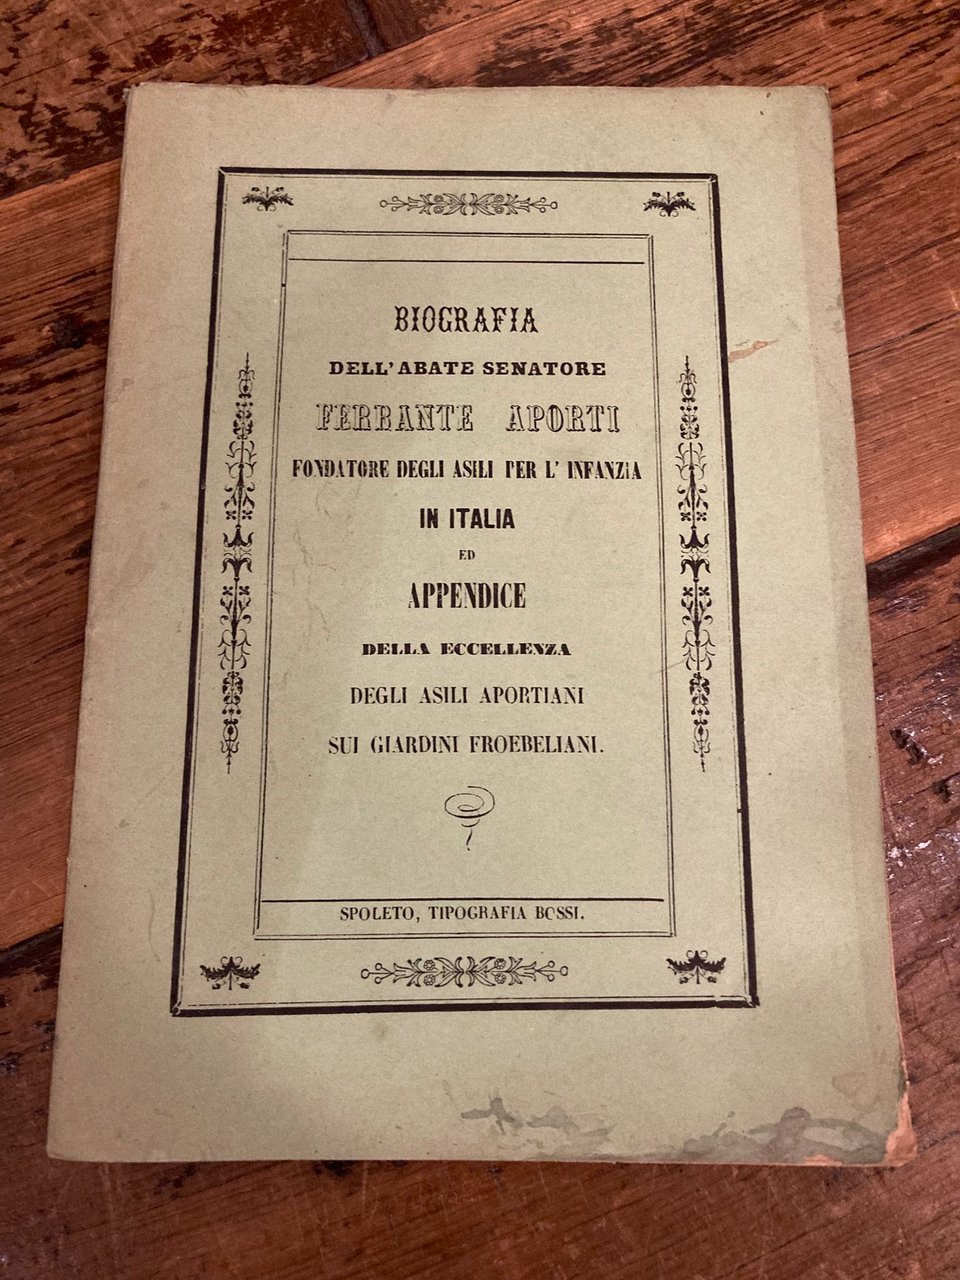 BIOGRAFIA
DELL'ABATE SENATORE
FERRANTE APORTI
FONDATORE DEGLI ASILI PER L' INFANZIA
IN ITALIA
ED
APPENDICE
DELLA ECCELLENZA
DEGLI ASILI APORTIANI
SUI GIARDINI FROEBELIANI.
SPOLETO, TIPOGRAFIA BOSSI.